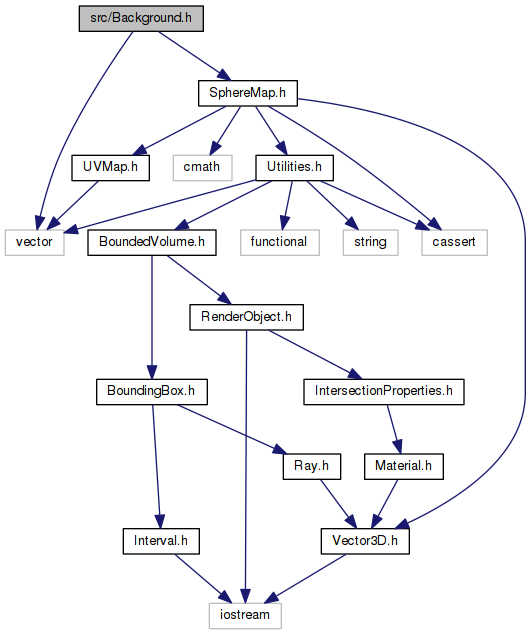 src/Background.h
SphereMap.h
UVMap.h
cmath
Utilities.h
vector
BoundedVolume.h
functional
string
cassert
RenderObject.h
BoundingBox.h
IntersectionProperties.h
Ray.h
Material.h
Interval.h
Vector3D.h
iostream